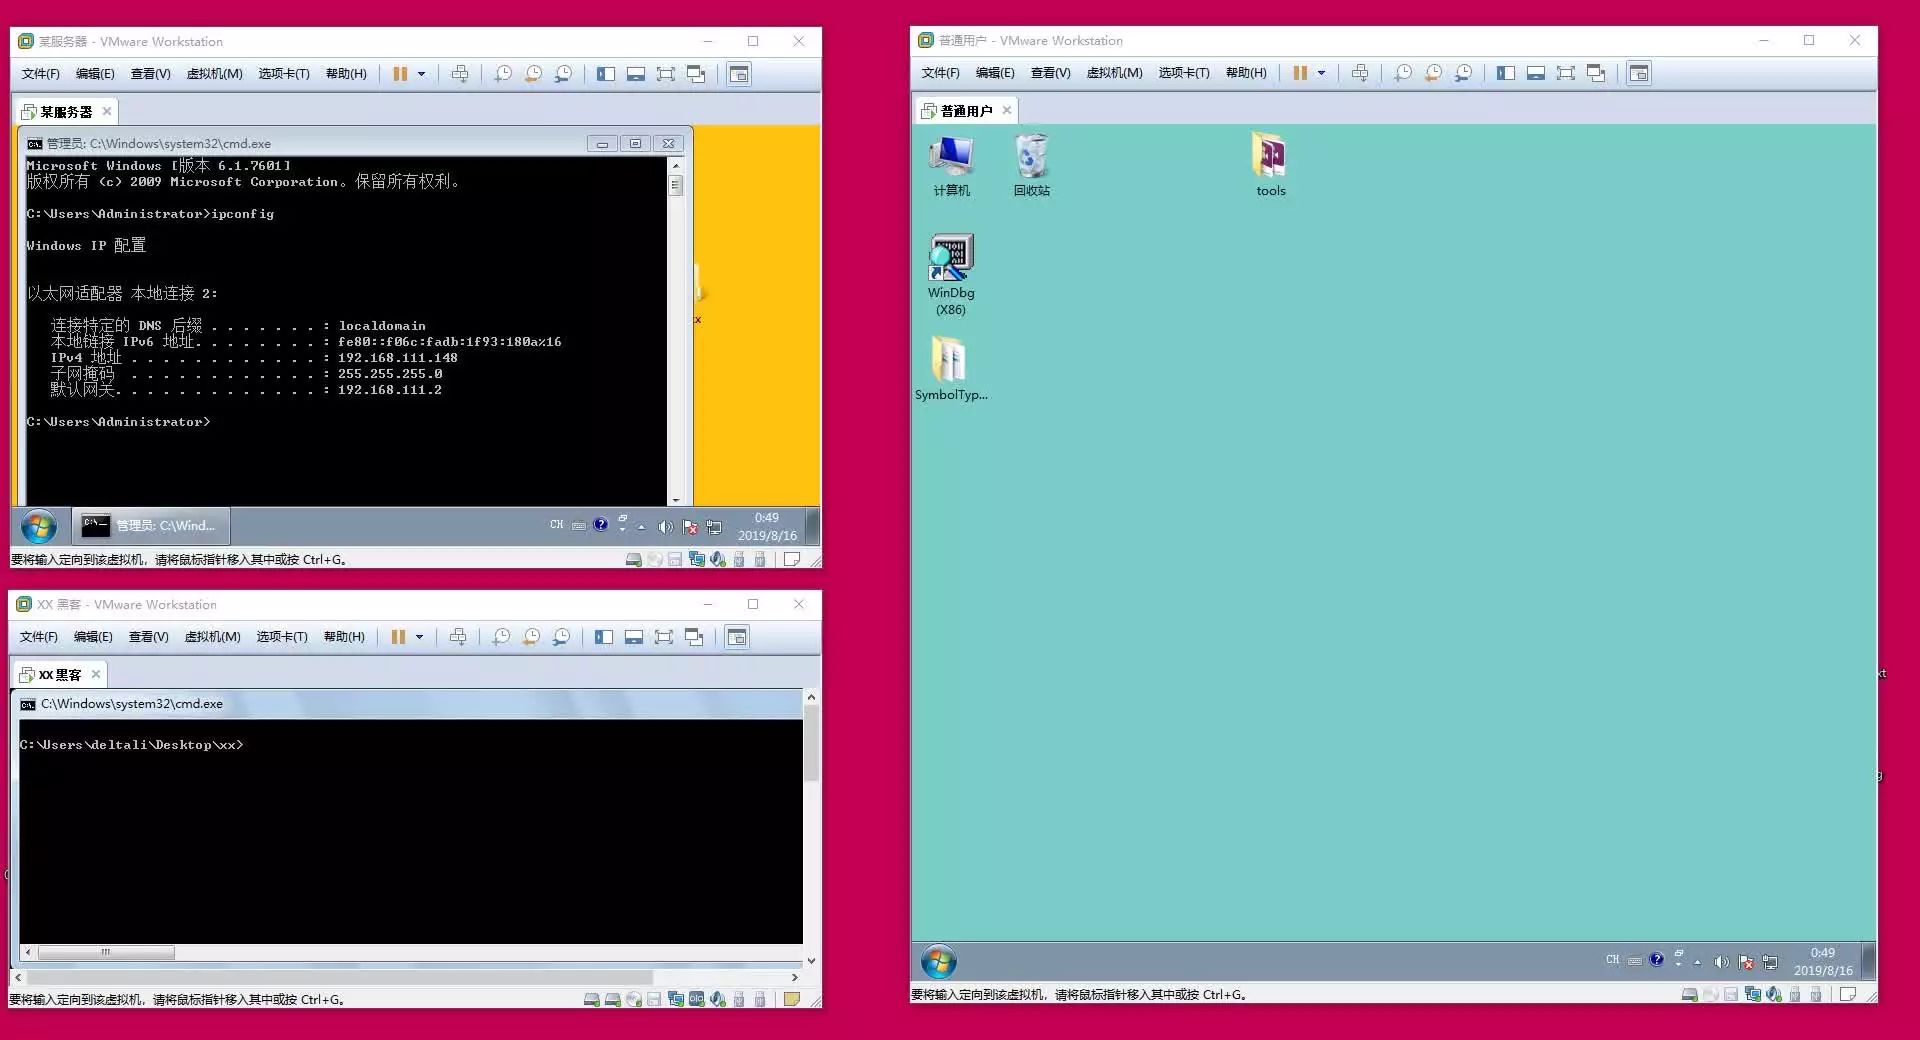 某服务器 - VMware Workstation
文件(F) 编辑(E) 查看(V) 虚拟机(M) 选项卡(T) 帮助(H)
某服务器
管理员: C:\Windows\system32\cmd.exe
Microsoft Windows [版本 6.1.7601]
版权所有 (c) 2009 Microsoft Corporation。保留所有权利。
C:\Users\Administrator>ipconfig
Windows IP 配置
以太网适配器 本地连接 2:
连接特定的 DNS 后缀 . . . . . . . : localdomain
本地链接 IPv6 地址. . . . . . . . : fe80::f06c:fadb:1f93:180a%16
IPv4 地址 . . . . . . . . . . . . : 192.168.111.148
子网掩码 . . . . . . . . . . . . : 255.255.255.0
默认网关. . . . . . . . . . . . . : 192.168.111.2
C:\Users\Administrator>
管理员: C:\Wind...
CH
0:49
2019/8/16
要将输入定向到该虚拟机，请将鼠标指针移入其中或按 Ctrl+G。
XX 黑客 - VMware Workstation
文件(F) 编辑(E) 查看(V) 虚拟机(M) 选项卡(T) 帮助(H)
XX 黑客
C:\Windows\system32\cmd.exe
C:\Users\deltali\Desktop\xx>
要将输入定向到该虚拟机，请将鼠标指针移入其中或按 Ctrl+G。
普通用户 - VMware Workstation
文件(F) 编辑(E) 查看(V) 虚拟机(M) 选项卡(T) 帮助(H)
普通用户
计算机
回收站
tools
WinDbg
(X86)
SymbolTyp...
CH
0:49
2019/8/16
要将输入定向到该虚拟机，请将鼠标指针移入其中或按 Ctrl+G。